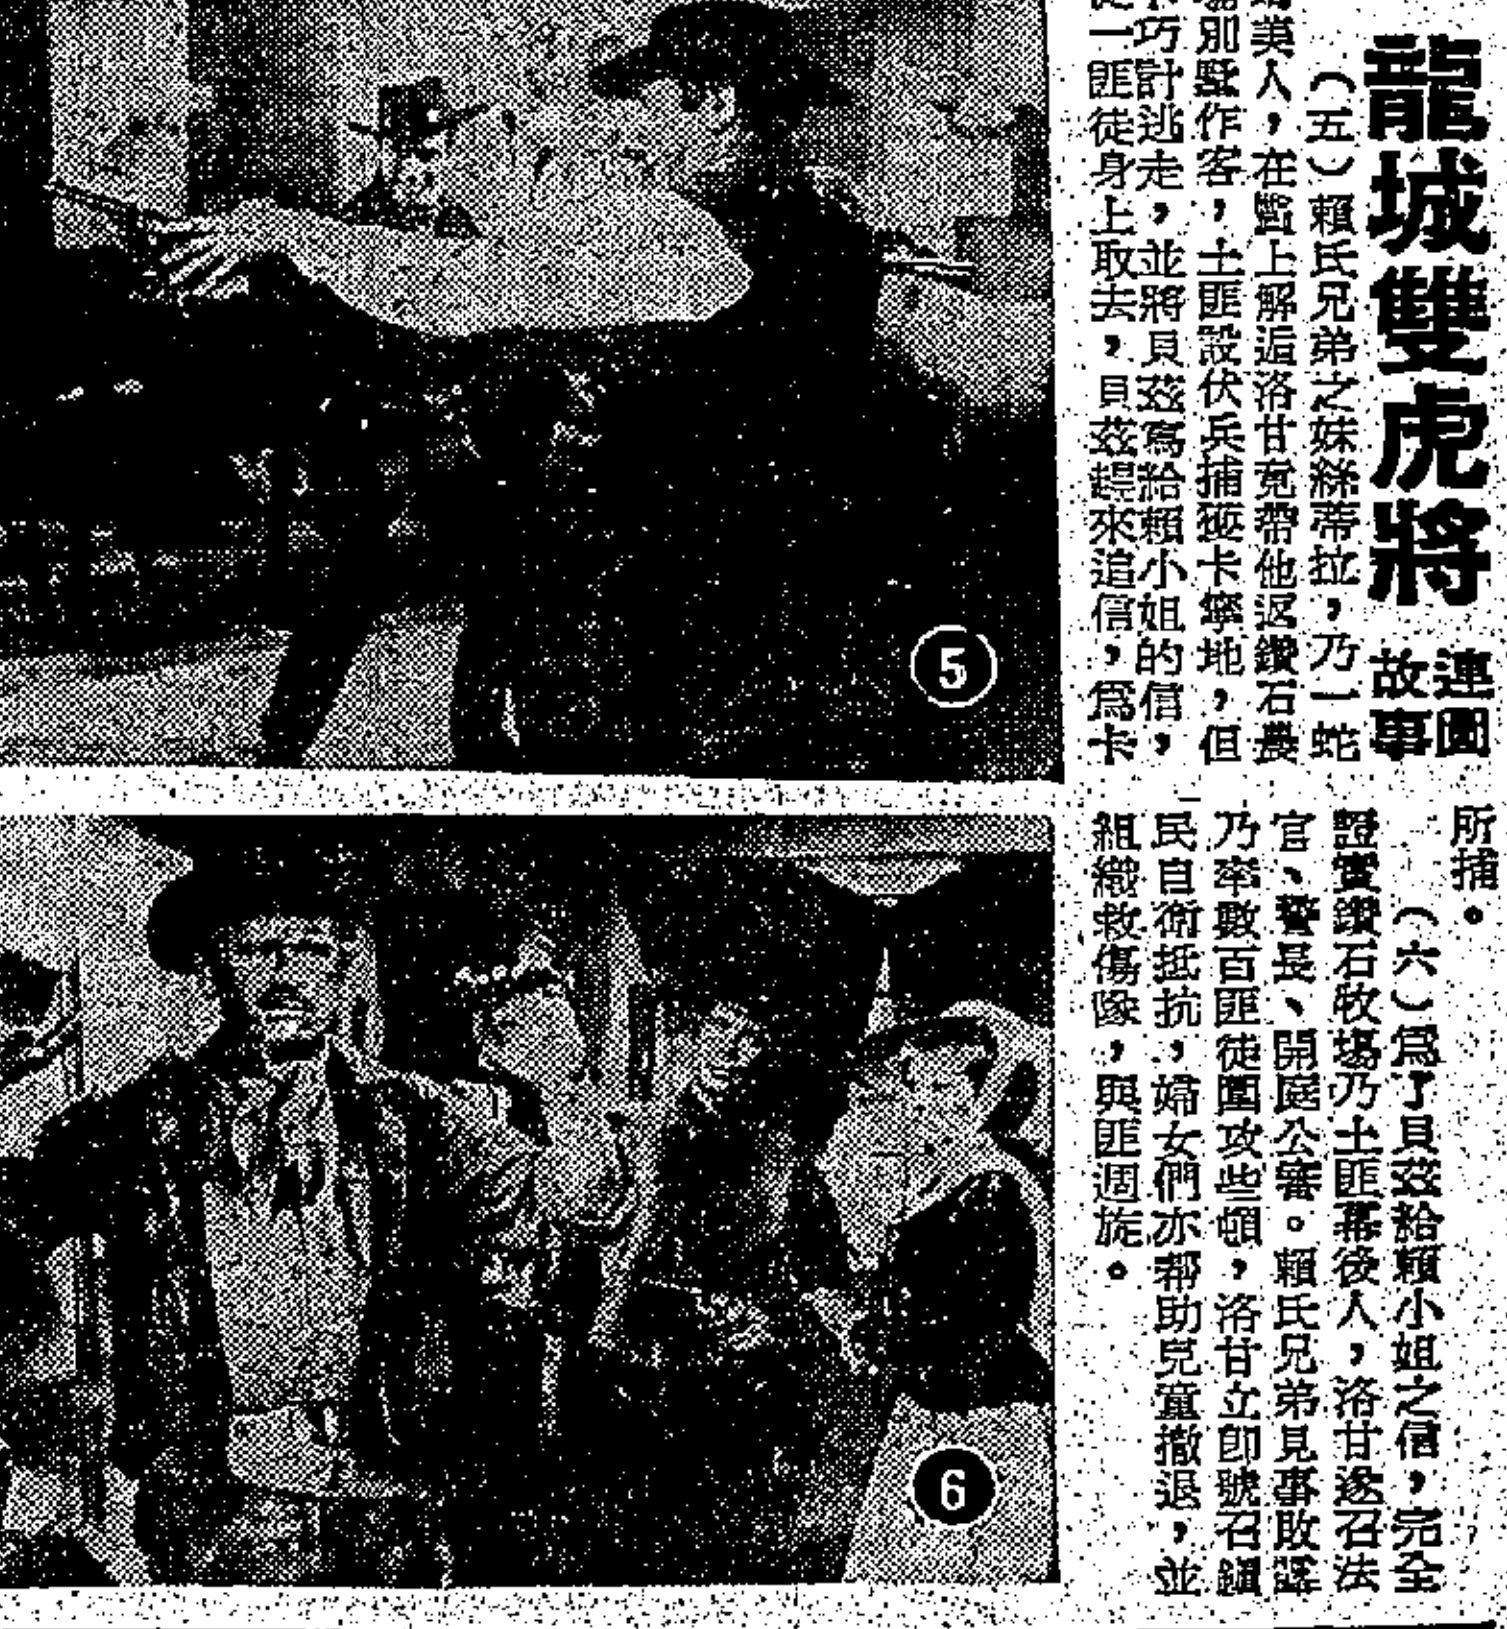 龍城雙虎將
連圖
故事
（五）賴氏兄弟之妹絲蒂拉，乃一蛇
美人，在暫上解逅洛甘竟帶他返鑽石農
別墅作客，土匪設伏兵捕班卡寧地，但
巧計逃走，並將貝茲寫給賴小姐的信，
一匪徒身上取去，貝茲趕來追信，為卡
所捕。
（六）為了貝茲給賴小姐之信，完全
證實鑽石牧場乃土匪幕後人，洛甘遂召法
官、警長、開庭公審。賴氏兄弟見事敗露
乃率數百匪徒圍攻些頓，洛甘立即號召鎮
民自衛抵抗，婦女們亦幫助兒童撤退，並
組織救傷隊，與匪週旋。
5
6